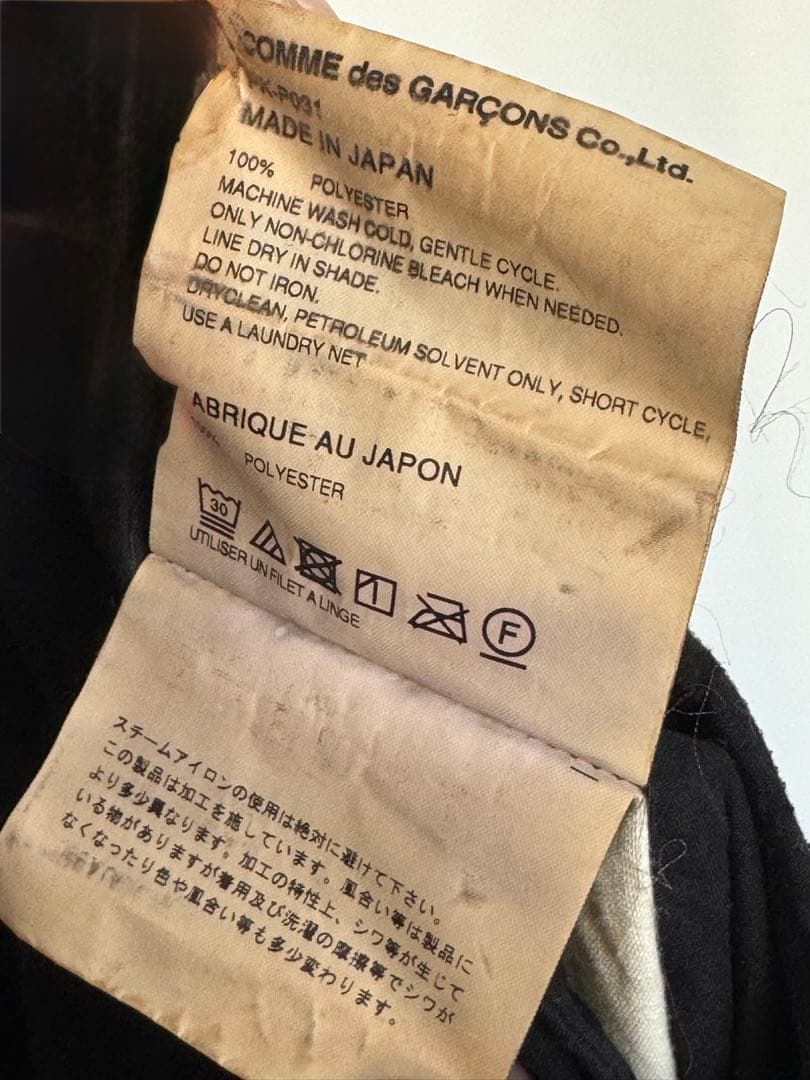 COMME des GARÇONS Co.,Ltd.
PK-P031
MADE IN JAPAN
100% POLYESTER
MACHINE WASH COLD, GENTLE CYCLE.
ONLY NON-CHLORINE BLEACH WHEN NEEDED.
LINE DRY IN SHADE.
DO NOT IRON.
DRYCLEAN, PETROLEUM SOLVENT ONLY, SHORT CYCLE,
USE A LAUNDRY NET
ABRIQUE AU JAPON
POLYESTER
30
F
UTILISER UN FILET A LINGE
スチームアイロンの使用は絶対に避けて下さい。
この製品は加工を施しています。風合い等は製品に
より多少異なります。加工の特性上、シワ等が生じて
いる物がありますが着用及び洗濯の摩擦等でシワが
なくなったり色や風合い等も多少変わります。